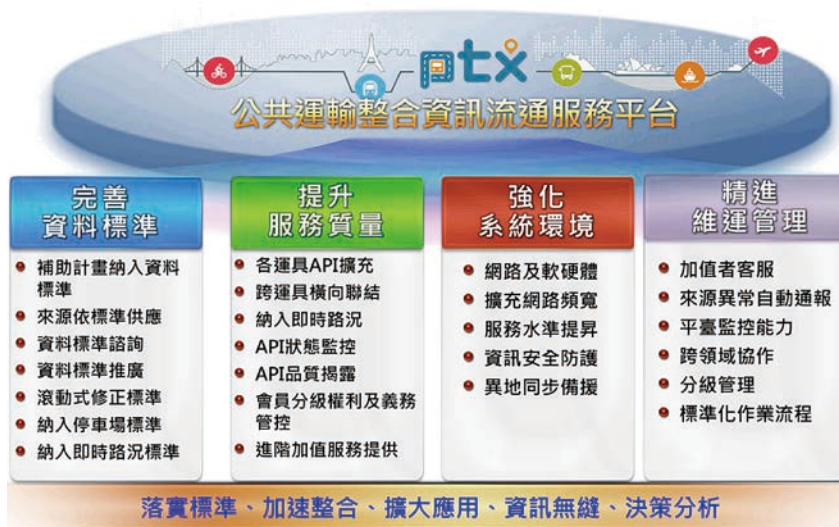 ptx
公共運輸整合資訊流通服務平台
完善
資料標準
補助計畫納入資料
標準
來源依標準供應
資料標準諮詢
資料標準推廣
滾動式修正標準
納入停車場標準
納入即時路況標準
提升
服務質量
各運具API擴充
跨運具橫向聯結
納入即時路況
API狀態監控
API品質揭露
會員分級權利及義務
管控
進階加值服務提供
強化
系統環境
網路及軟硬體
擴充網路頻寬
服務水準提昇
資訊安全防護
異地同步備援
精進
維運管理
加值者客服
來源異常自動通報
平臺監控能力
跨領域協作
分級管理
標準化作業流程
落實標準、加速整合、擴大應用、資訊無縫、決策分析